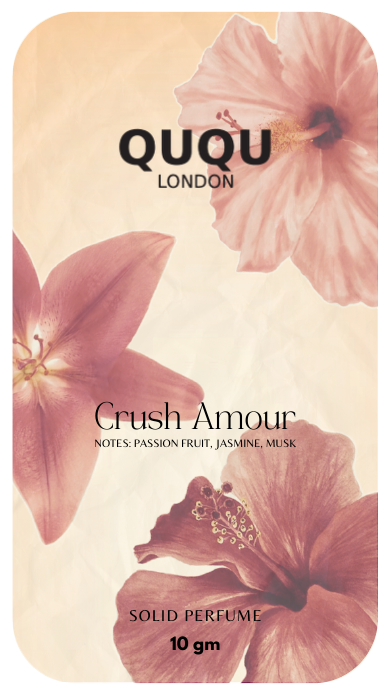 QUQU
LONDON
Crush Amour
NOTES: PASSION FRUIT, JASMINE, MUSK
SOLID PERFUME
10 gm